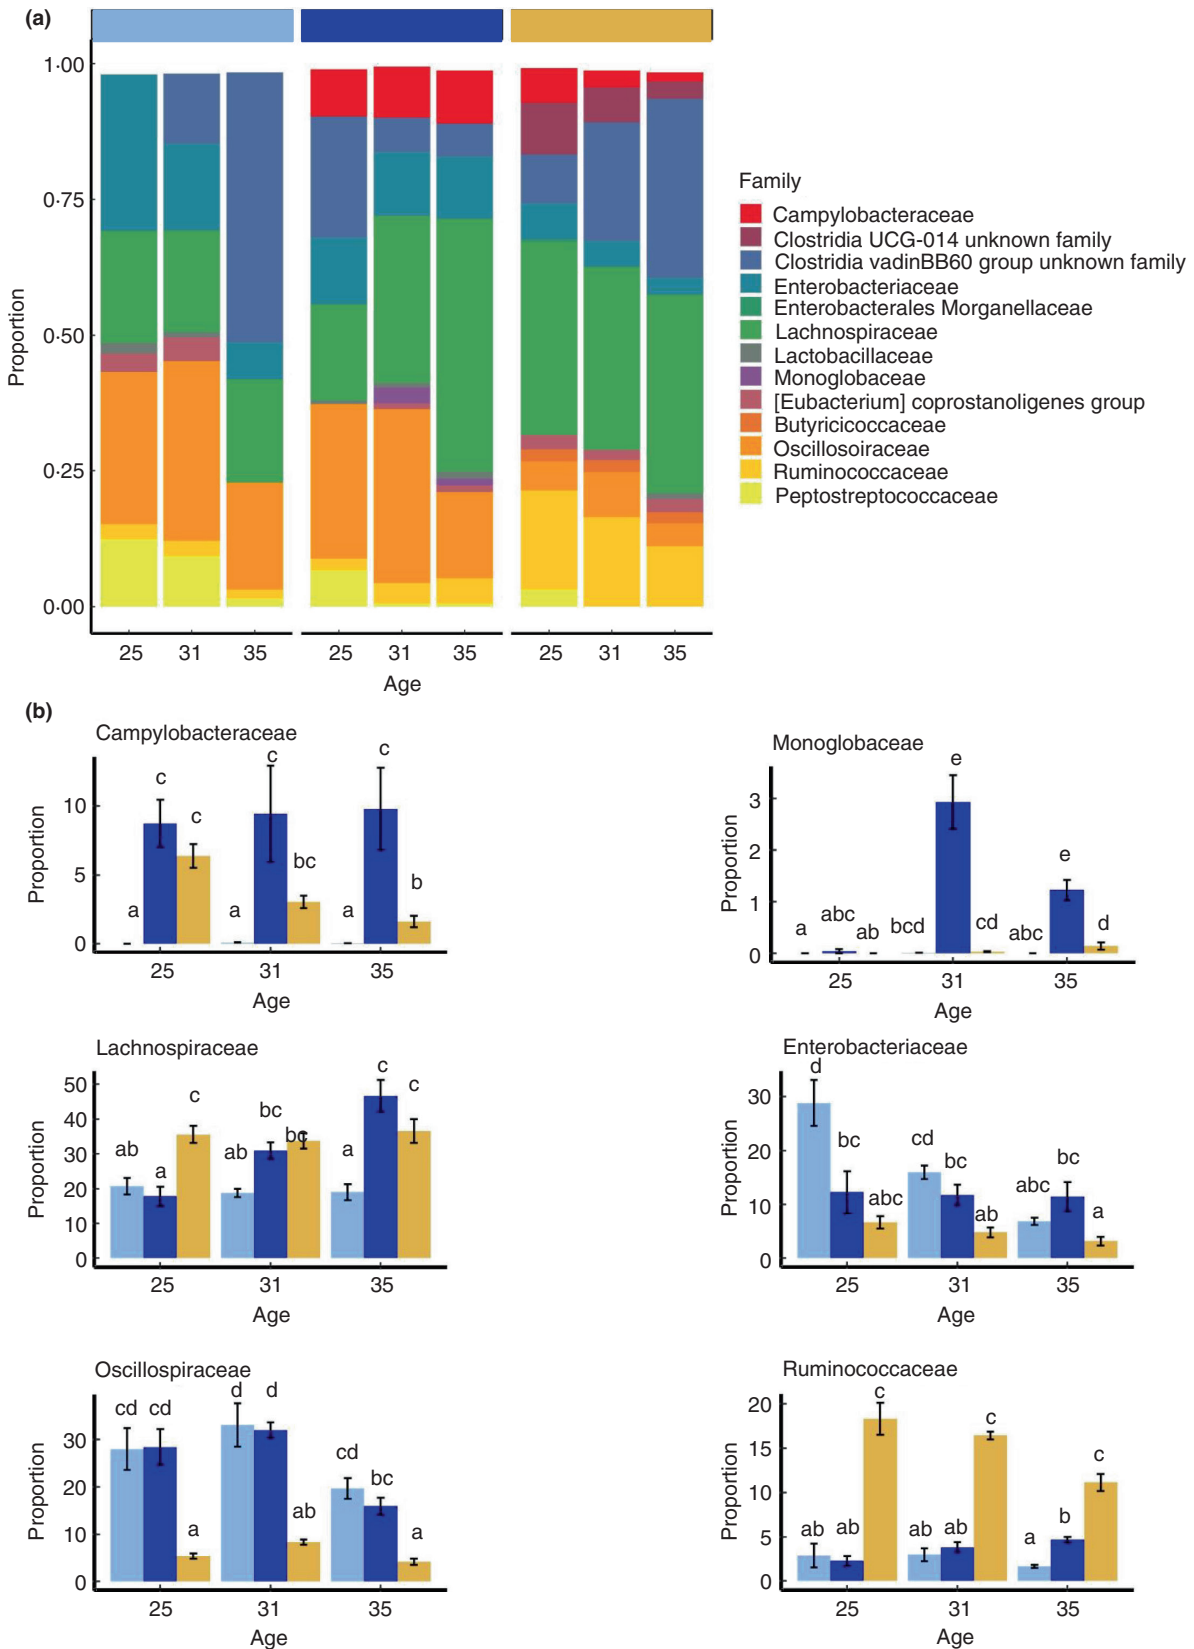 (a)
1·00
0·75
0·50
0·25
0·00
Proportion
25 31 35 25 31 35 25 31 35
Age
Family
Campylobacteraceae
Clostridia UCG-014 unknown family
Clostridia vadinBB60 group unknown family
Enterobacteriaceae
Enterobacterales Morganellaceae
Lachnospiraceae
Lactobacillaceae
Monoglobaceae
[Eubacterium] coprostanoligenes group
Butyricicoccaceae
Oscillosoiraceae
Ruminococcaceae
Peptostreptococcaceae
(b)
Campylobacteraceae
Proportion
10
5
0
a c c a c bc a c b
25 31 35
Age
Monoglobaceae
Proportion
3
2
1
0
a abc ab bcd e cd abc e d
25 31 35
Age
Lachnospiraceae
Proportion
50
40
30
20
10
0
ab a c ab bc bc a c c
25 31 35
Age
Enterobacteriaceae
Proportion
30
20
10
0
d bc abc cd bc ab abc bc a
25 31 35
Age
Oscillospiraceae
Proportion
30
20
10
0
cd cd a d d ab cd bc a
25 31 35
Age
Ruminococcaceae
Proportion
20
15
10
5
0
ab ab c ab ab c a b c
25 31 35
Age